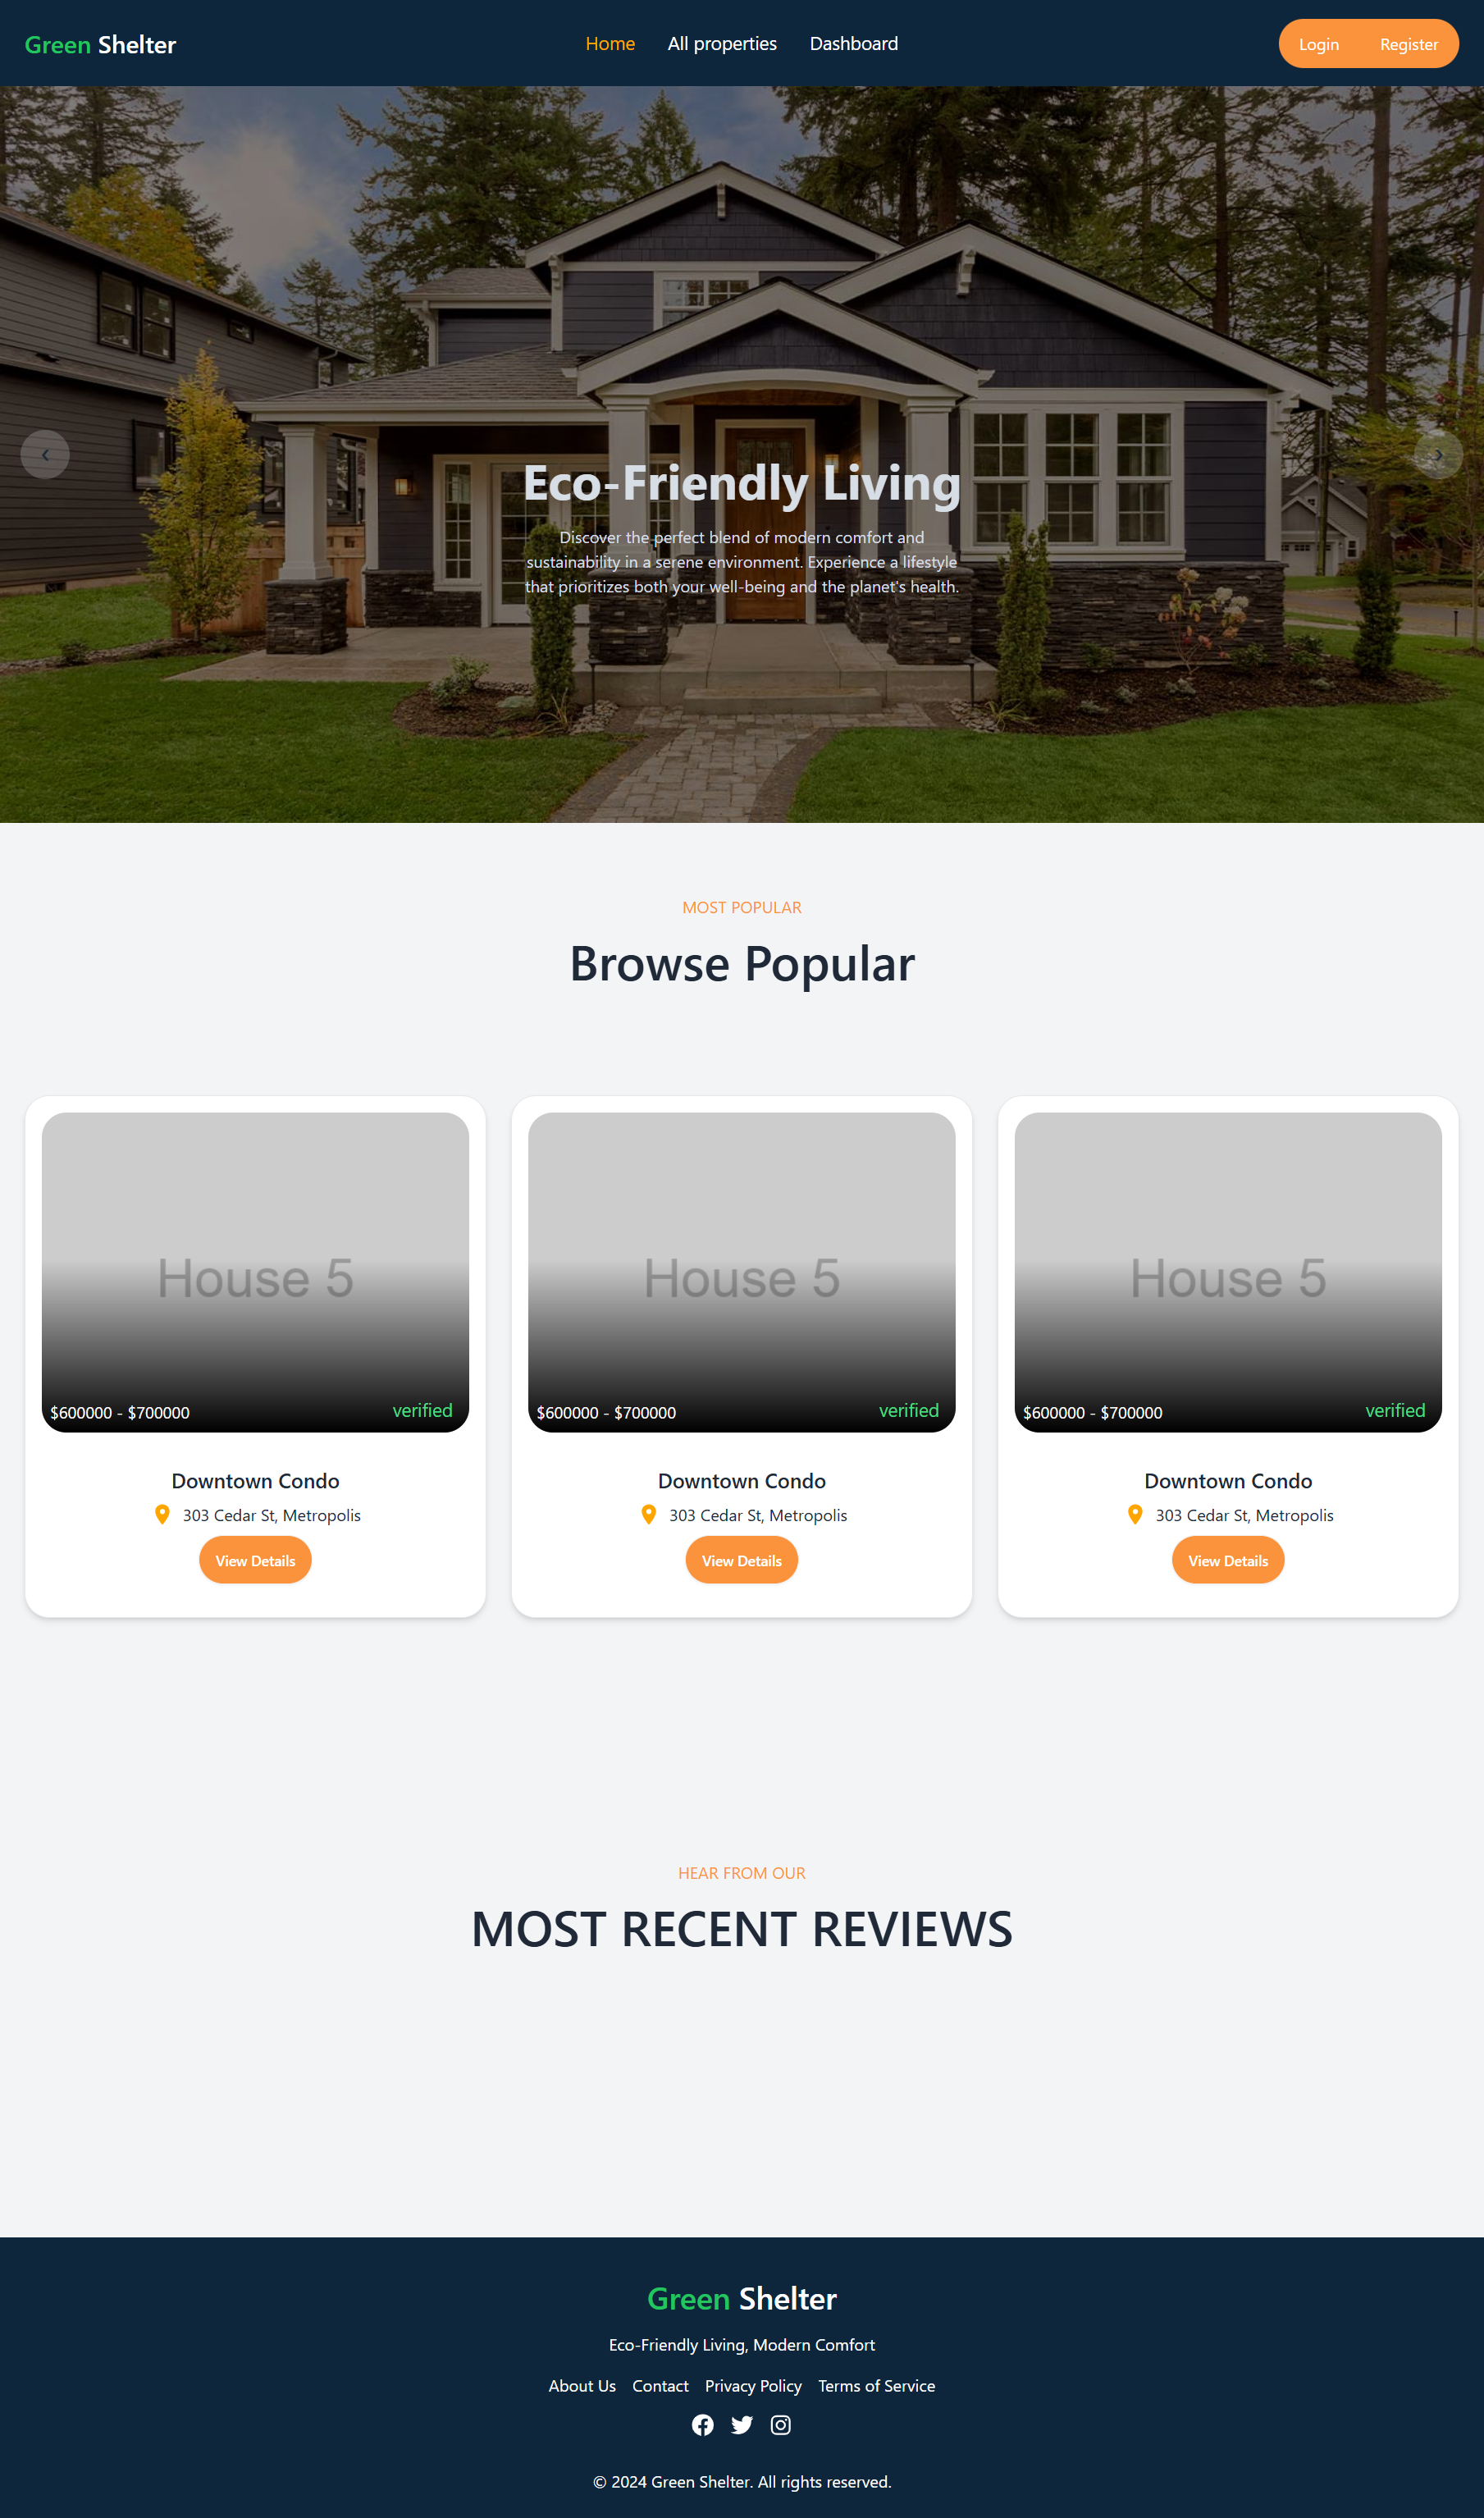 Green Shelter
Home All properties Dashboard
Login Register
Eco-Friendly Living
Discover the perfect blend of modern comfort and
sustainability in a serene environment. Experience a lifestyle
that prioritizes both your well-being and the planet's health.
MOST POPULAR
Browse Popular
House 5
$600000 - $700000 verified
Downtown Condo
303 Cedar St, Metropolis
View Details
House 5
$600000 - $700000 verified
Downtown Condo
303 Cedar St, Metropolis
View Details
House 5
$600000 - $700000 verified
Downtown Condo
303 Cedar St, Metropolis
View Details
HEAR FROM OUR
MOST RECENT REVIEWS
Green Shelter
Eco-Friendly Living, Modern Comfort
About Us Contact Privacy Policy Terms of Service
© 2024 Green Shelter. All rights reserved.